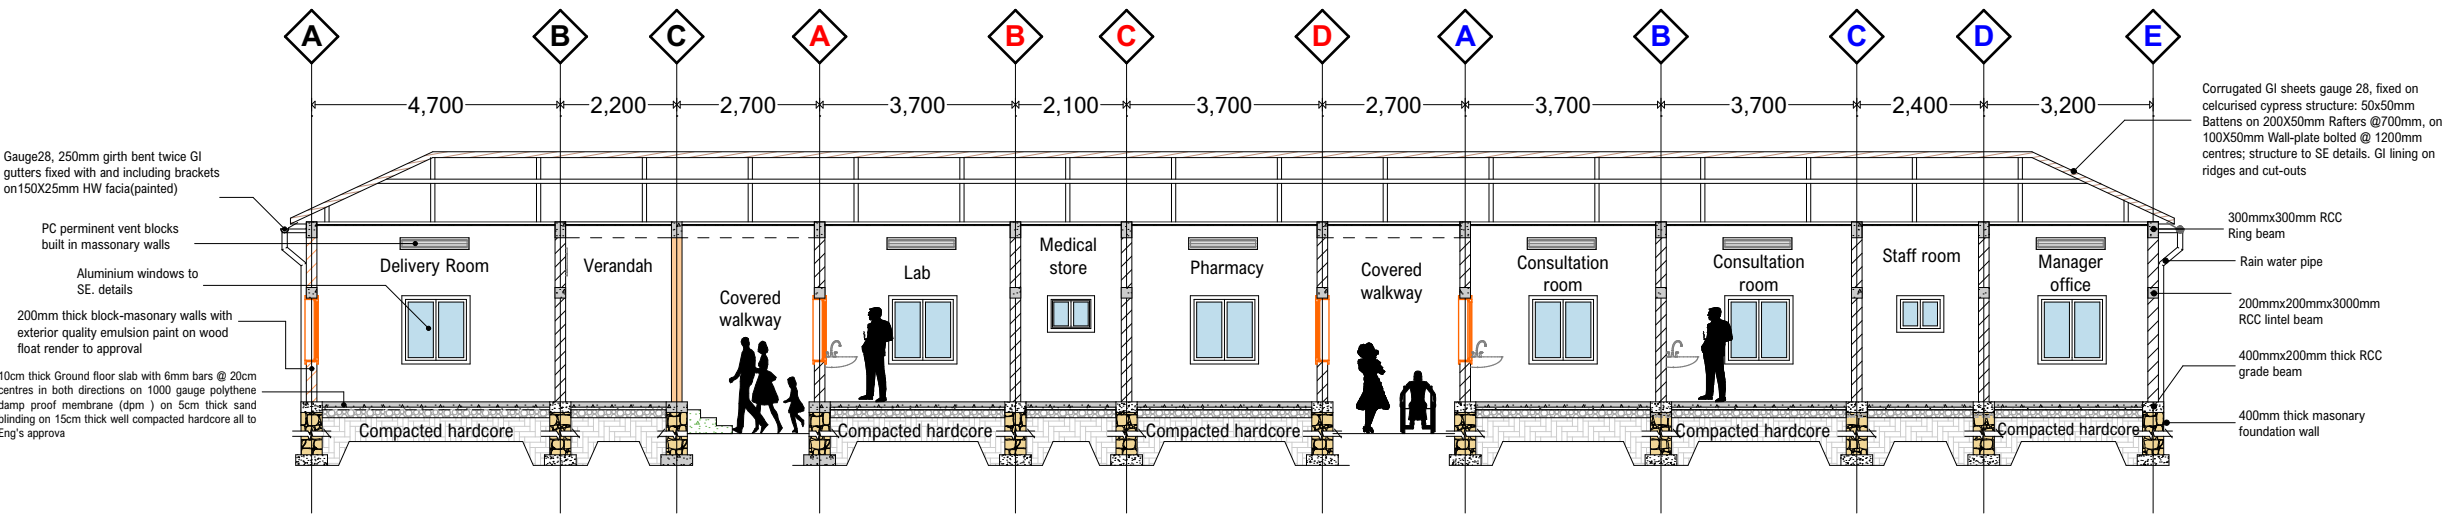 A B C A B C D A B C D E
4,700 2,200 2,700 3,700 2,100 3,700 2,700 3,700 3,700 2,400 3,200
Gauge28, 250mm girth bent twice GI
gutters fixed with and including brackets
on150X25mm HW facia(painted)
PC perminent vent blocks
built in massonary walls
Aluminium windows to
SE. details
200mm thick block-masonary walls with
exterior quality emulsion paint on wood
float render to approval
10cm thick Ground floor slab with 6mm bars @ 20cm
centres in both directions on 1000 gauge polythene
damp proof membrane (dpm ) on 5cm thick sand
blinding on 15cm thick well compacted hardcore all to
Eng's approva
Delivery Room
Verandah
Covered
walkway
Lab
Medical
store
Pharmacy
Covered
walkway
Consultation
room
Consultation
room
Staff room
Manager
office
Compacted hardcore
Compacted hardcore
Compacted hardcore
Compacted hardcore
Compacted hardcore
Corrugated GI sheets gauge 28, fixed on
celcurised cypress structure: 50x50mm
Battens on 200X50mm Rafters @700mm, on
100X50mm Wall-plate bolted @ 1200mm
centres; structure to SE details. GI lining on
ridges and cut-outs
300mmx300mm RCC
Ring beam
Rain water pipe
200mmx200mmx3000mm
RCC lintel beam
400mmx200mm thick RCC
grade beam
400mm thick masonary
foundation wall